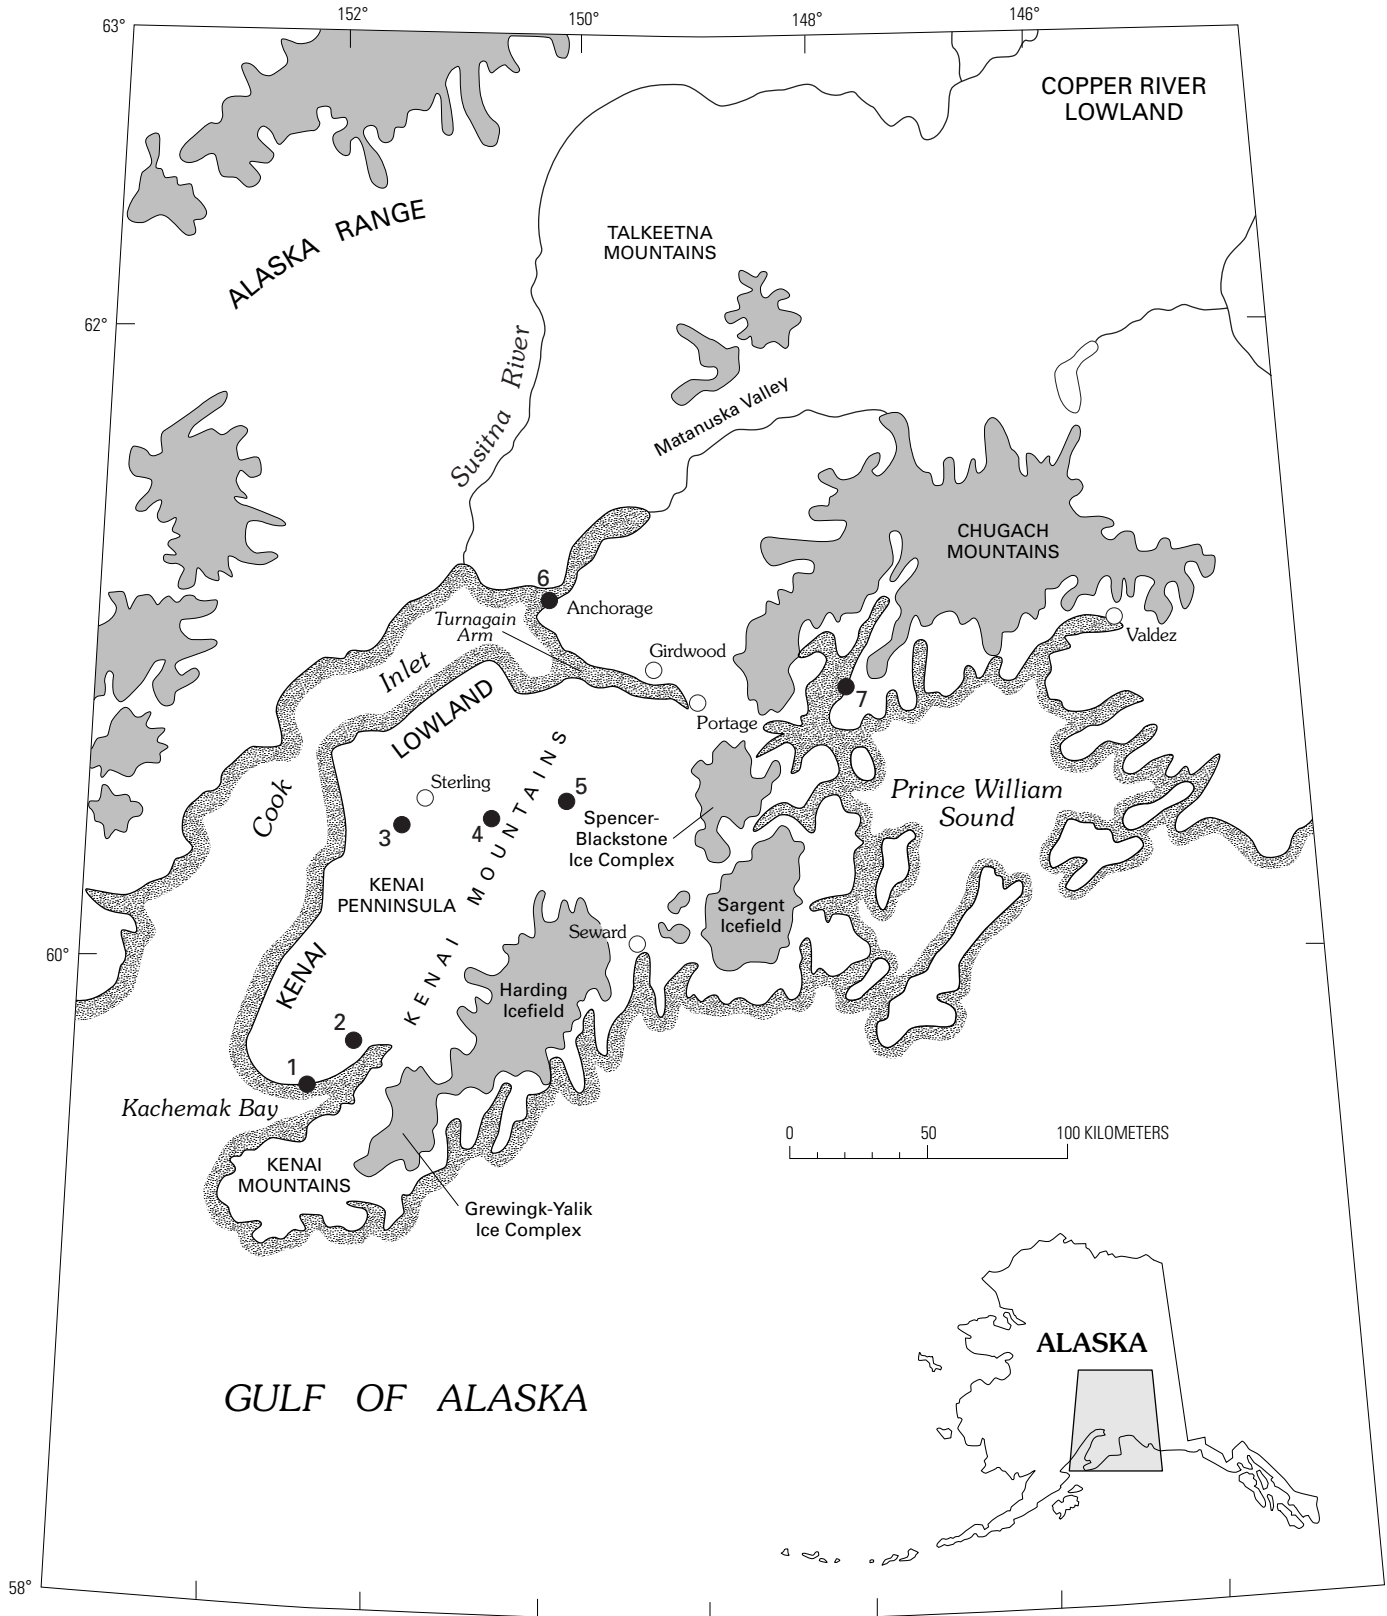 152°
150°
148°
146°
63°
COPPER RIVER
LOWLAND
ALASKA RANGE
TALKEETNA
MOUNTAINS
62°
Susitna River
Matanuska Valley
CHUGACH
MOUNTAINS
6
Anchorage
Turnagain
Arm
Valdez
Girdwood
Inlet
7
LOWLAND
Portage
Cook
Sterling
3
4
5
Spencer-
Blackstone
Ice Complex
Prince William
Sound
KENAI
PENNINSULA
KENAI MOUNTAINS
Sargent
Icefield
Seward
60°
KENAI
Harding
Icefield
2
1
Kachemak Bay
0
50
100 KILOMETERS
KENAI
MOUNTAINS
Grewingk-Yalik
Ice Complex
ALASKA
GULF OF ALASKA
58°